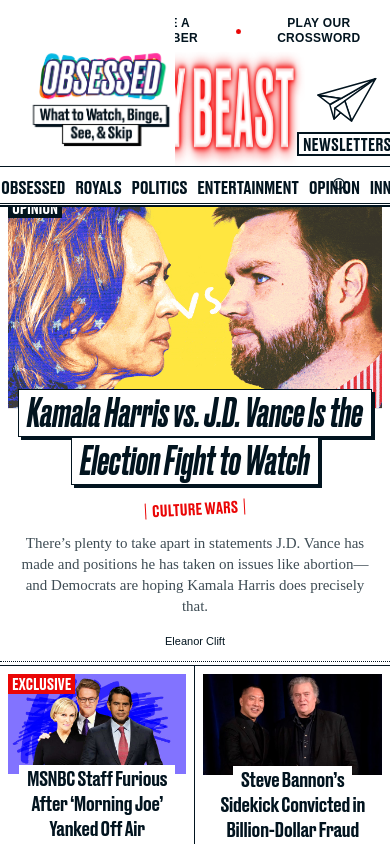 E A
BER
PLAY OUR
CROSSWORD
OBSESSED
What to Watch, Binge,
See, & Skip
Y BEAST
NEWSLETTERS
OBSESSED ROYALS POLITICS ENTERTAINMENT OPINION INN
OPINION
VS
Kamala Harris vs. J.D. Vance Is the
Election Fight to Watch
CULTURE WARS
There’s plenty to take apart in statements J.D. Vance has
made and positions he has taken on issues like abortion—
and Democrats are hoping Kamala Harris does precisely
that.
Eleanor Clift
EXCLUSIVE
MSNBC Staff Furious
After ‘Morning Joe’
Yanked Off Air
Steve Bannon’s
Sidekick Convicted in
Billion-Dollar Fraud